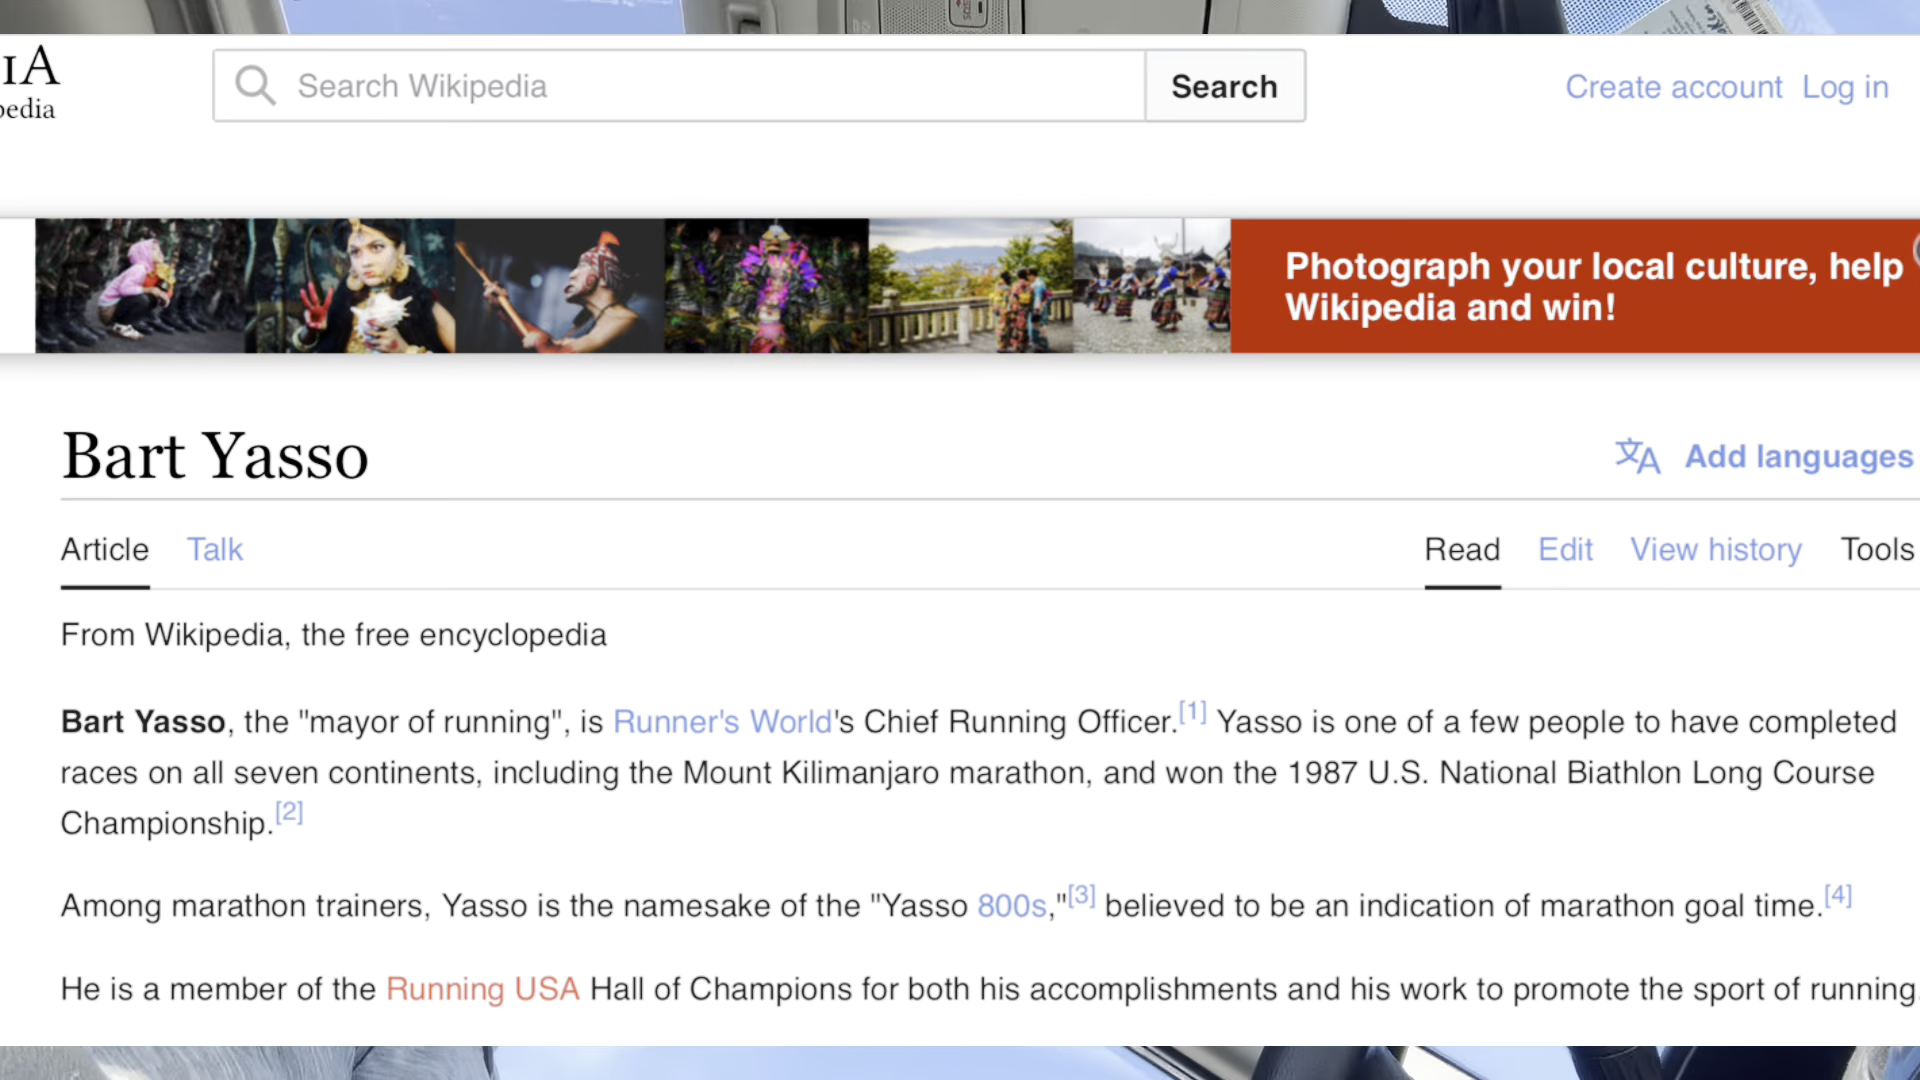 IA
pedia
Search Wikipedia
Search
Create account Log in
Photograph your local culture, help
Wikipedia and win!
Bart Yasso
Add languages
Article Talk
Read Edit View history Tools
From Wikipedia, the free encyclopedia
Bart Yasso, the "mayor of running", is Runner's World's Chief Running Officer.[1] Yasso is one of a few people to have completed
races on all seven continents, including the Mount Kilimanjaro marathon, and won the 1987 U.S. National Biathlon Long Course
Championship.[2]
Among marathon trainers, Yasso is the namesake of the "Yasso 800s,"[3] believed to be an indication of marathon goal time.[4]
He is a member of the Running USA Hall of Champions for both his accomplishments and his work to promote the sport of running.